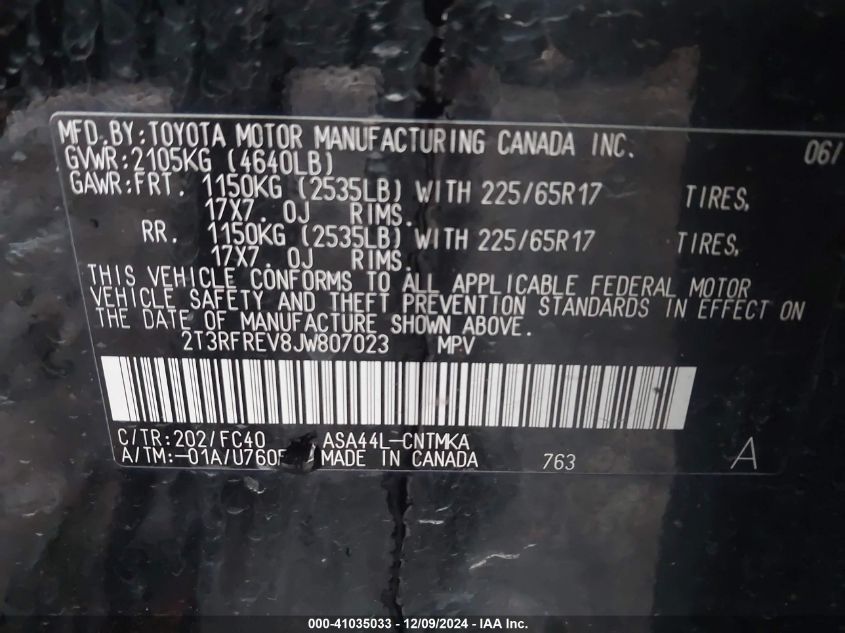 MFD.BY:TOYOTA MOTOR MANUFACTURING CANADA INC. 06/
GVWR:2105KG (4640LB)
GAWR:FRT. 1150KG (2535LB) WITH 225/65R17 TIRES,
17X7.0J RIMS.
RR. 1150KG (2535LB) WITH 225/65R17 TIRES,
17X7.0J RIMS.
THIS VEHICLE CONFORMS TO ALL APPLICABLE FEDERAL MOTOR
VEHICLE SAFETY AND THEFT PREVENTION STANDARDS IN EFFECT ON
THE DATE OF MANUFACTURE SHOWN ABOVE.
2T3RFREV8JW807023 MPV
C/TR:202/FC40 ASA44L-CNTMKA
A/TM:-01A/U760 MADE IN CANADA 763 A
000-41035033 - 12/09/2024 - IAA Inc.